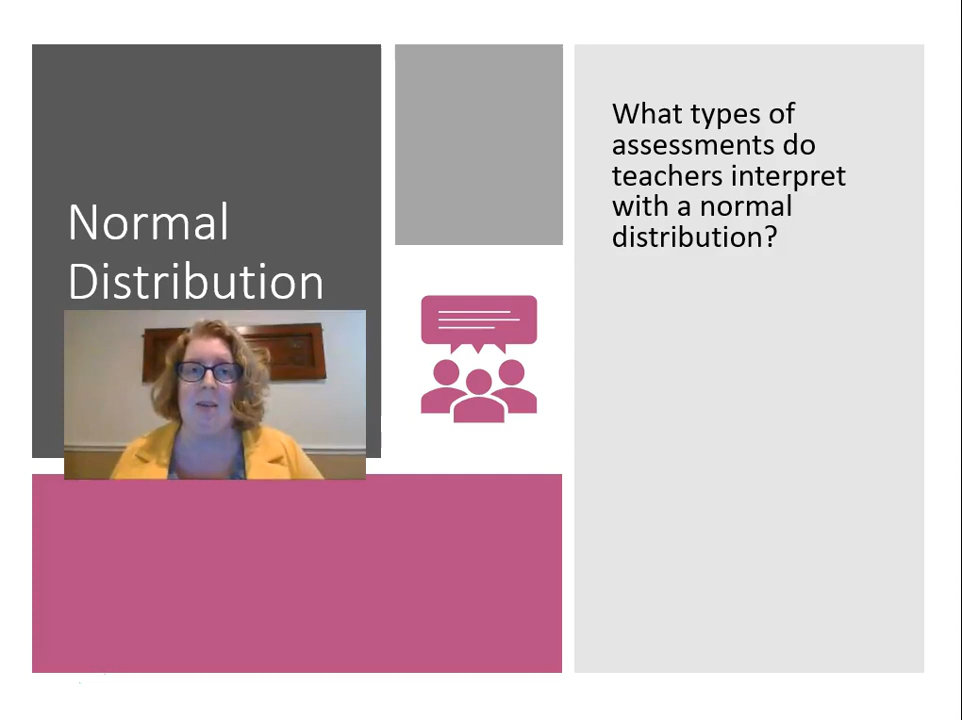 Normal
Distribution
What types of
assessments do
teachers interpret
with a normal
distribution?